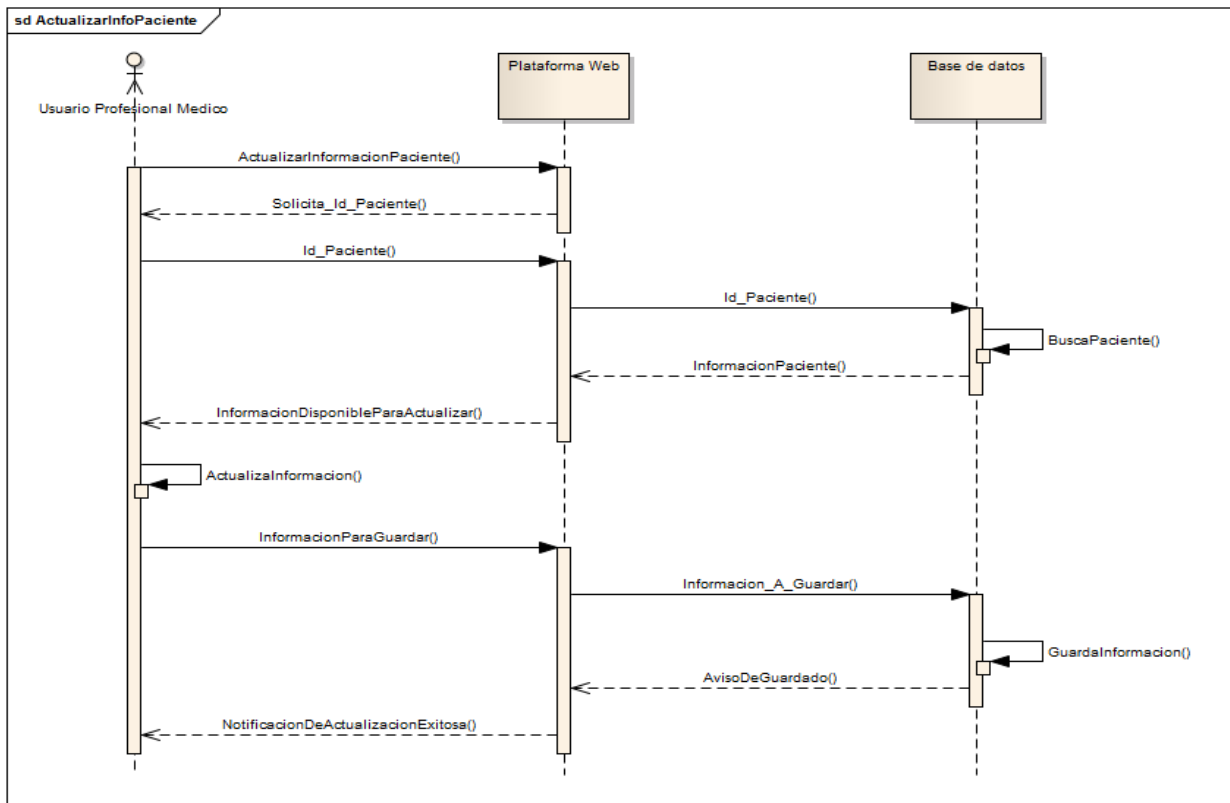 sd ActualizarInfoPaciente
Usuario Profesional Medico
Plataforma Web
Base de datos
ActualizarInformacionPaciente()
Solicita_Id_Paciente()
Id_Paciente()
Id_Paciente()
BuscaPaciente()
InformacionPaciente()
InformacionDisponibleParaActualizar()
ActualizaInformacion()
InformacionParaGuardar()
Informacion_A_Guardar()
GuardaInformacion()
AvisoDeGuardado()
NotificacionDeActualizacionExitosa()